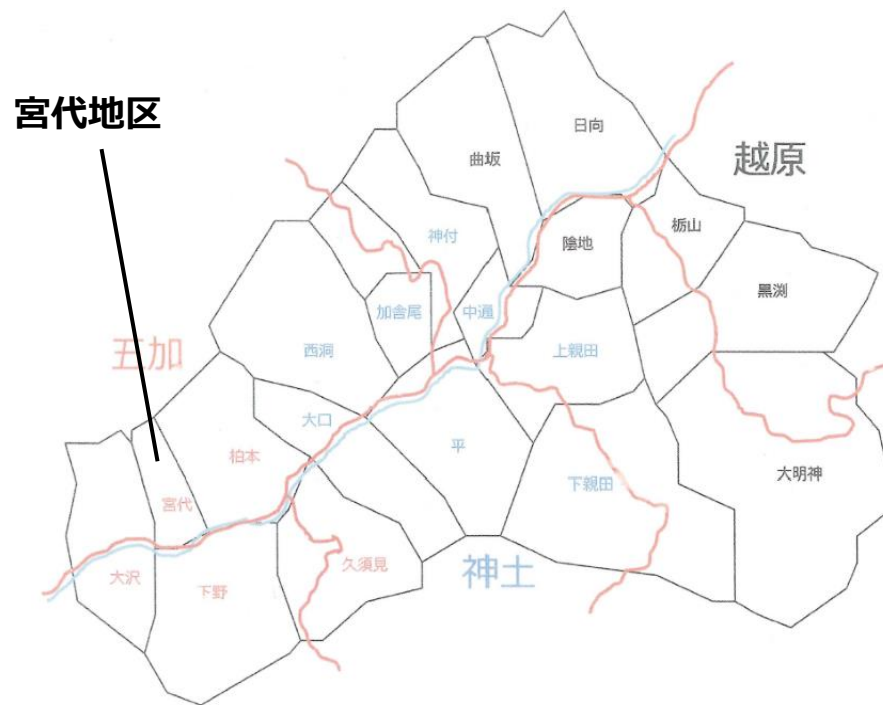 宮代地区
日向
越原
曲坂
栃山
神付
陰地
黒渕
加舎尾
中通
五加
西洞
上親田
大口
平
柏本
大明神
下親田
宮代
久須見
神土
大沢
下野